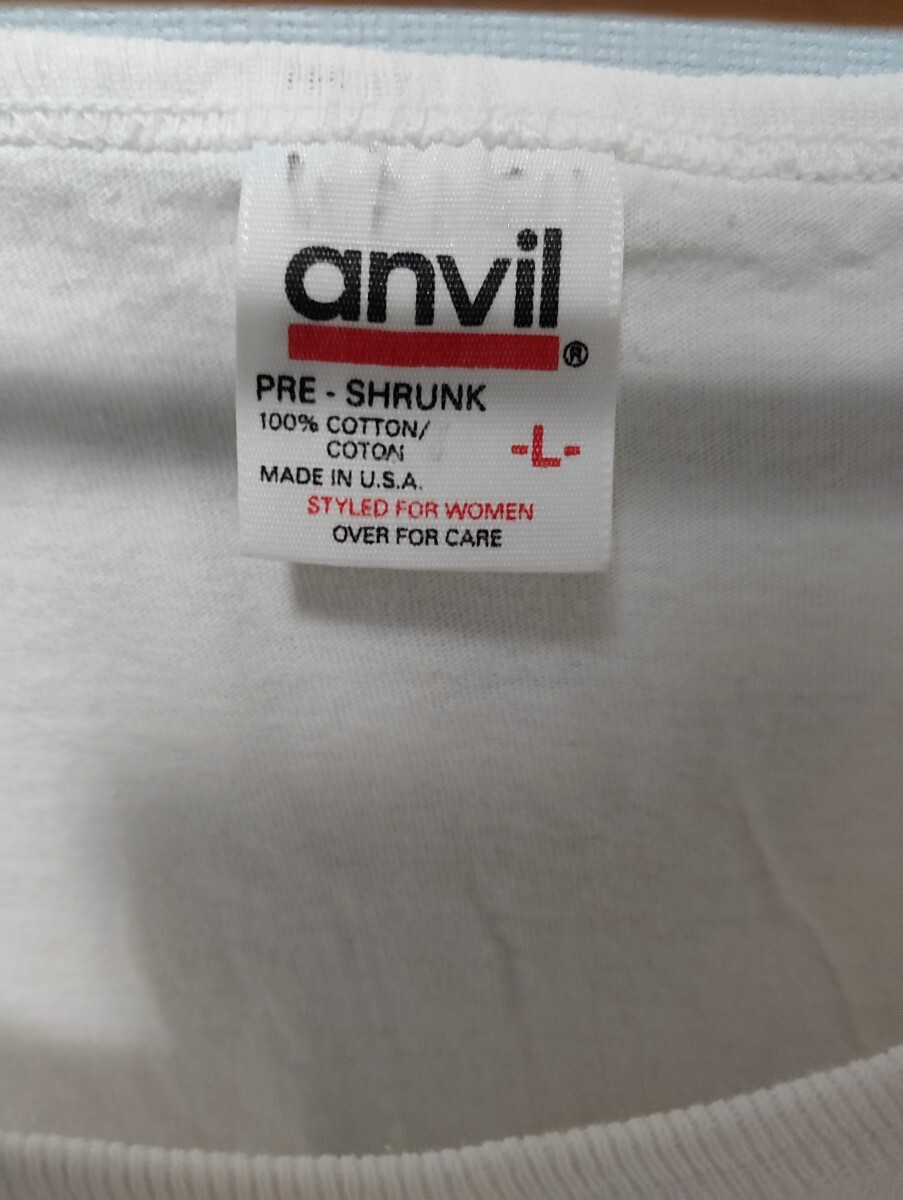 anvil®
PRE - SHRUNK
100% COTTON/
COTON
-L-
MADE IN U.S.A.
STYLED FOR WOMEN
OVER FOR CARE